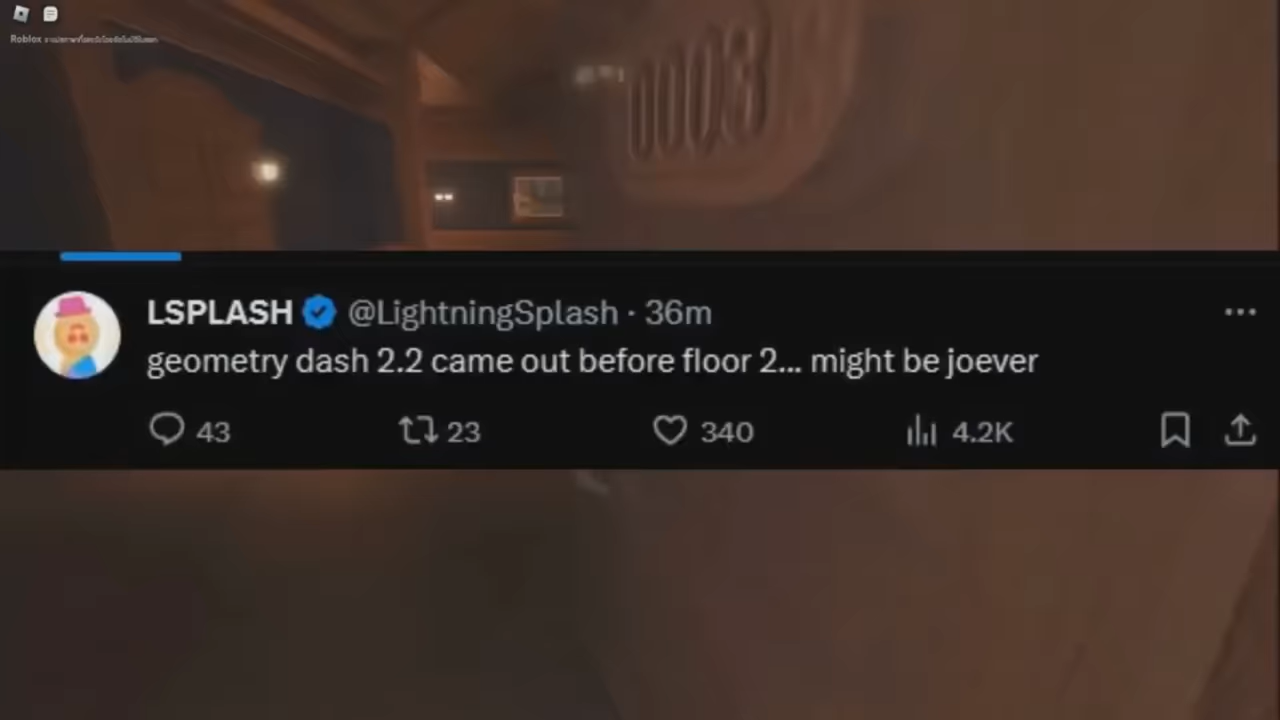 Roblox
0003
LSPLASH @LightningSplash · 36m
geometry dash 2.2 came out before floor 2... might be joever
43 23 340 4.2K